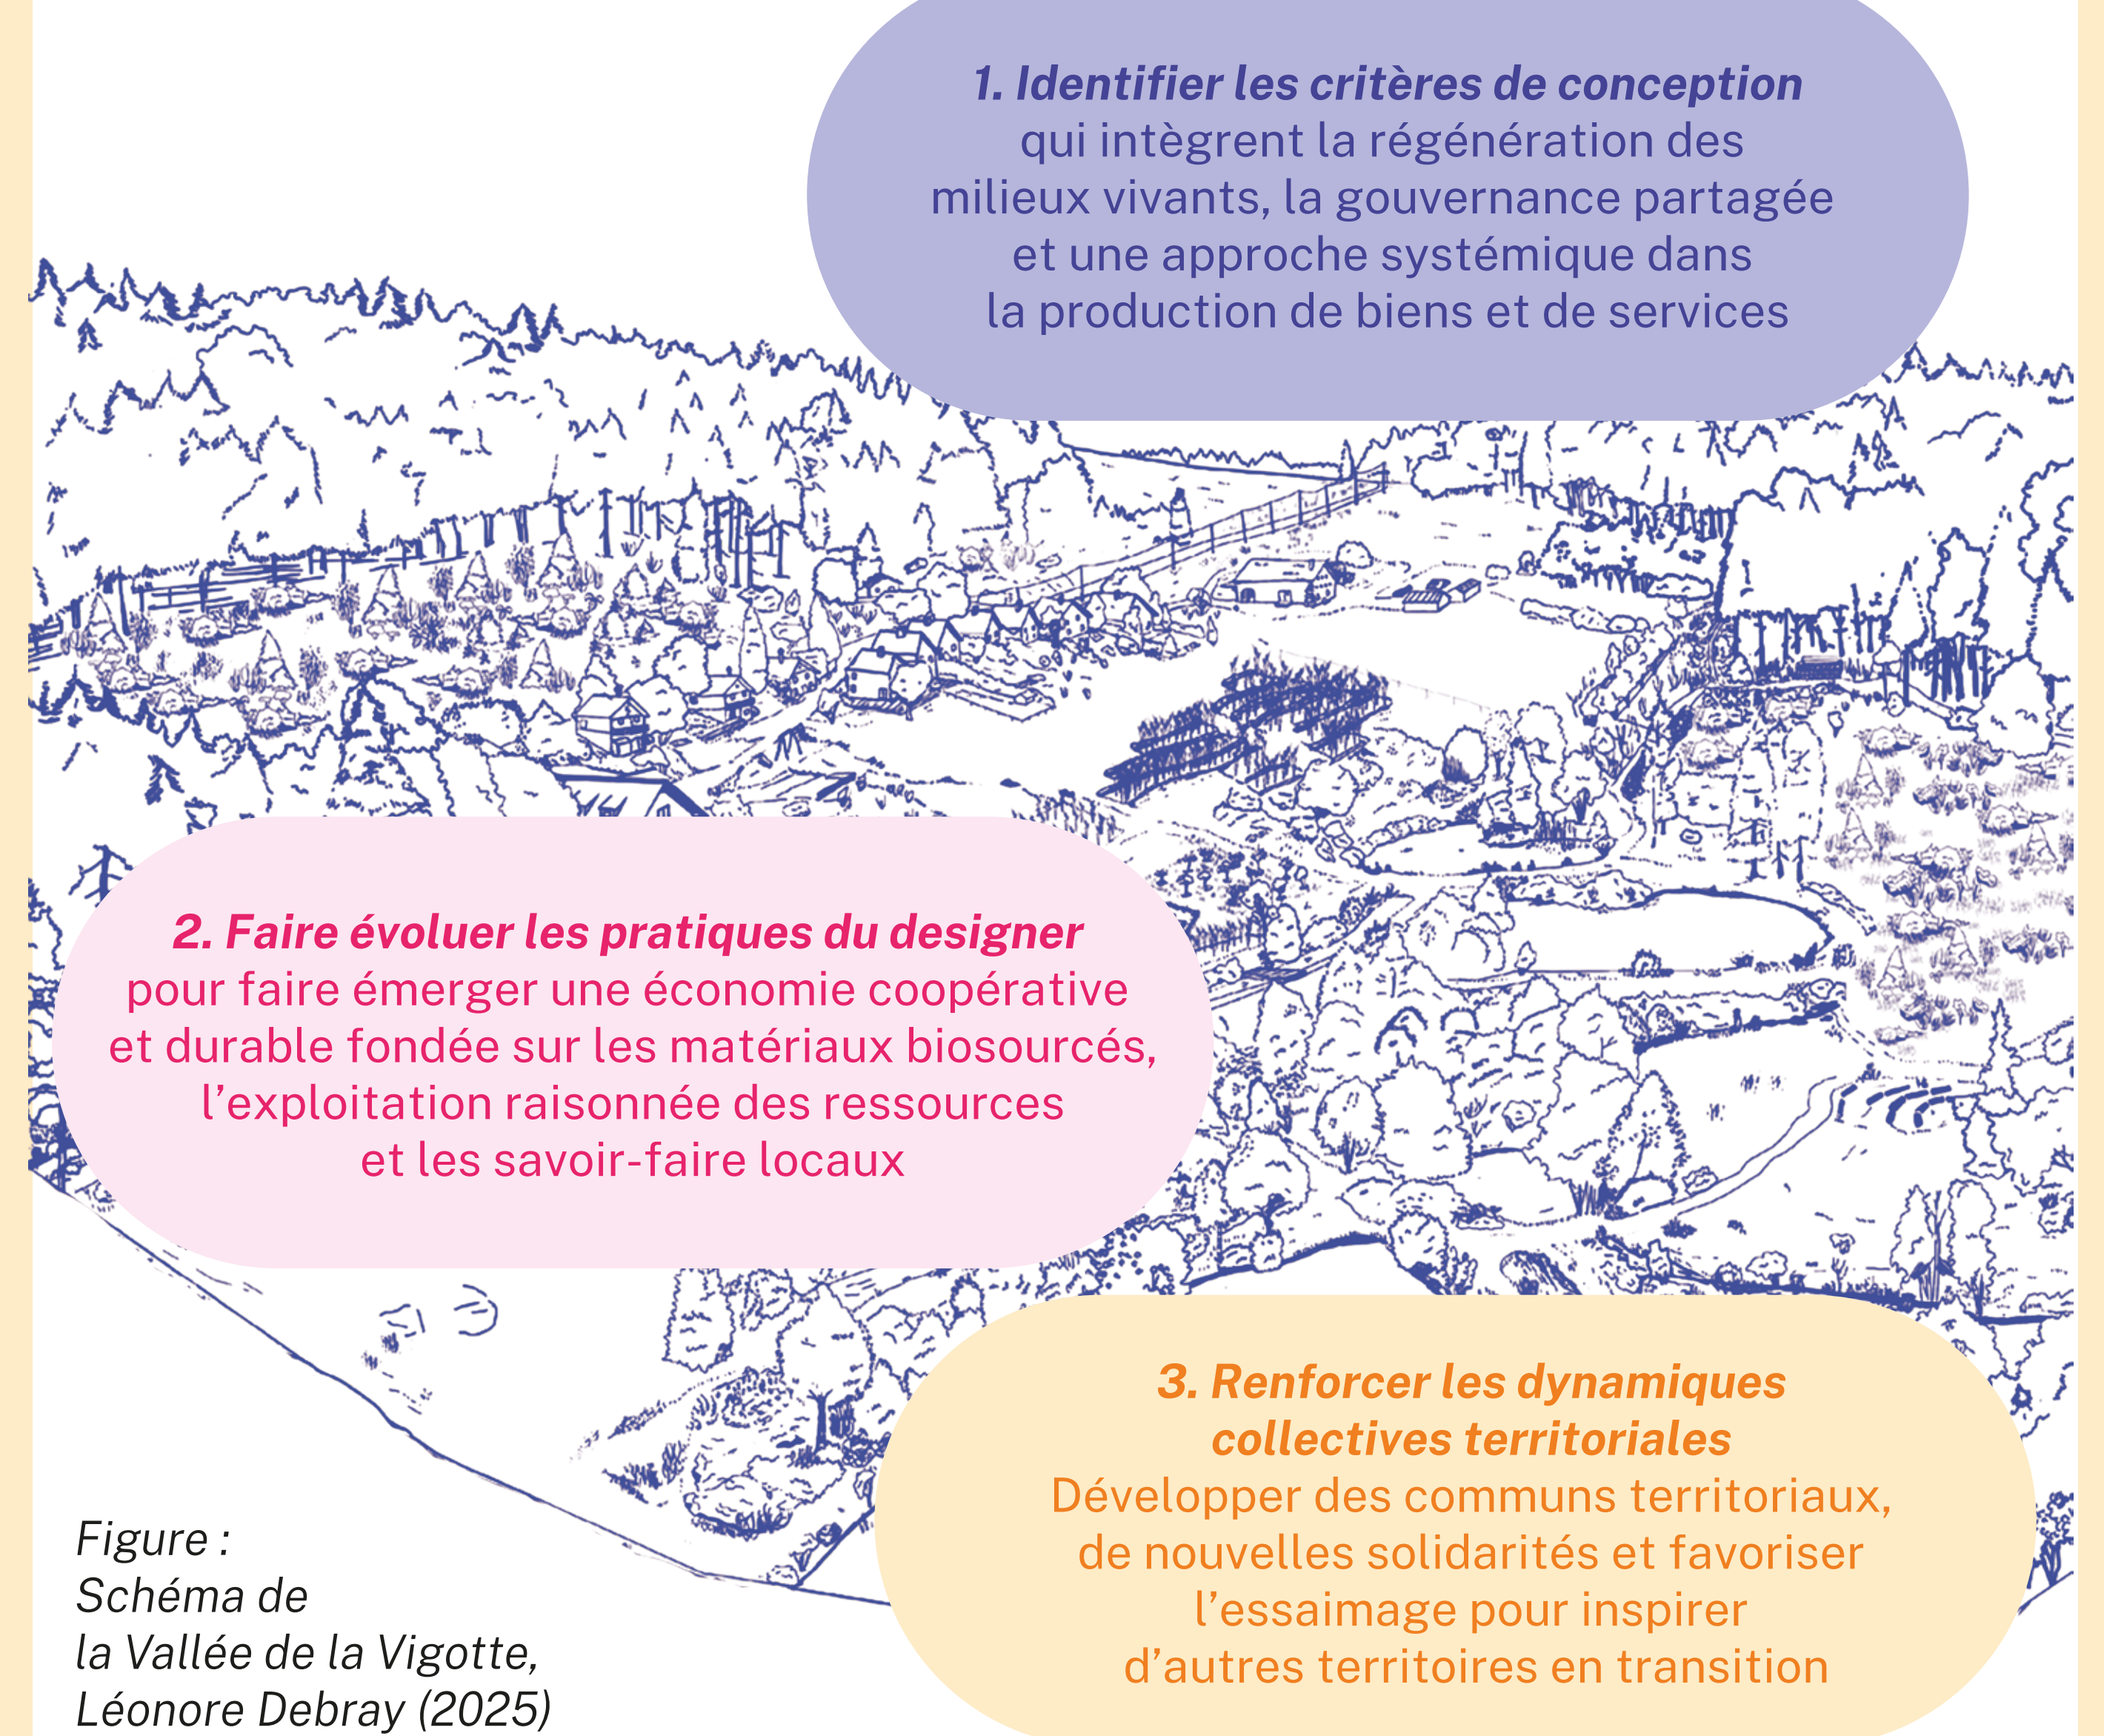 1. Identifier les critères de conception
qui intègrent la régénération des
milieux vivants, la gouvernance partagée
et une approche systémique dans
la production de biens et de services
2. Faire évoluer les pratiques du designer
pour faire émerger une économie coopérative
et durable fondée sur les matériaux biosourcés,
l’exploitation raisonnée des ressources
et les savoir-faire locaux
3. Renforcer les dynamiques
collectives territoriales
Développer des communs territoriaux,
de nouvelles solidarités et favoriser
l’essaimage pour inspirer
d’autres territoires en transition
Figure :
Schéma de
la Vallée de la Vigotte,
Léonore Debray (2025)